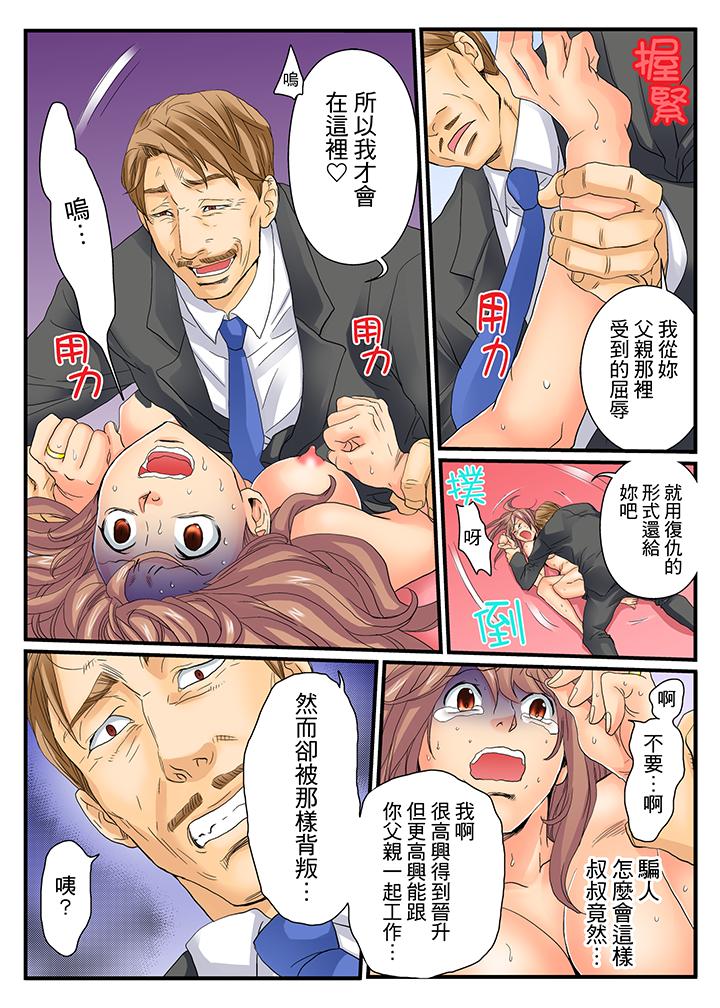 握緊
我從妳
父親那裡
受到的屈辱
所以我才會
在這裡♡
嗚
嗚…
用力
用力
用力
就用復仇的
形式還給
妳吧
撲
呀
倒
啊
不要…啊
騙人
怎麼會這樣
叔叔竟然…
我啊
很高興得到晉升
但更高興能跟
你父親一起工作…
然而卻被那樣背叛…
咦？